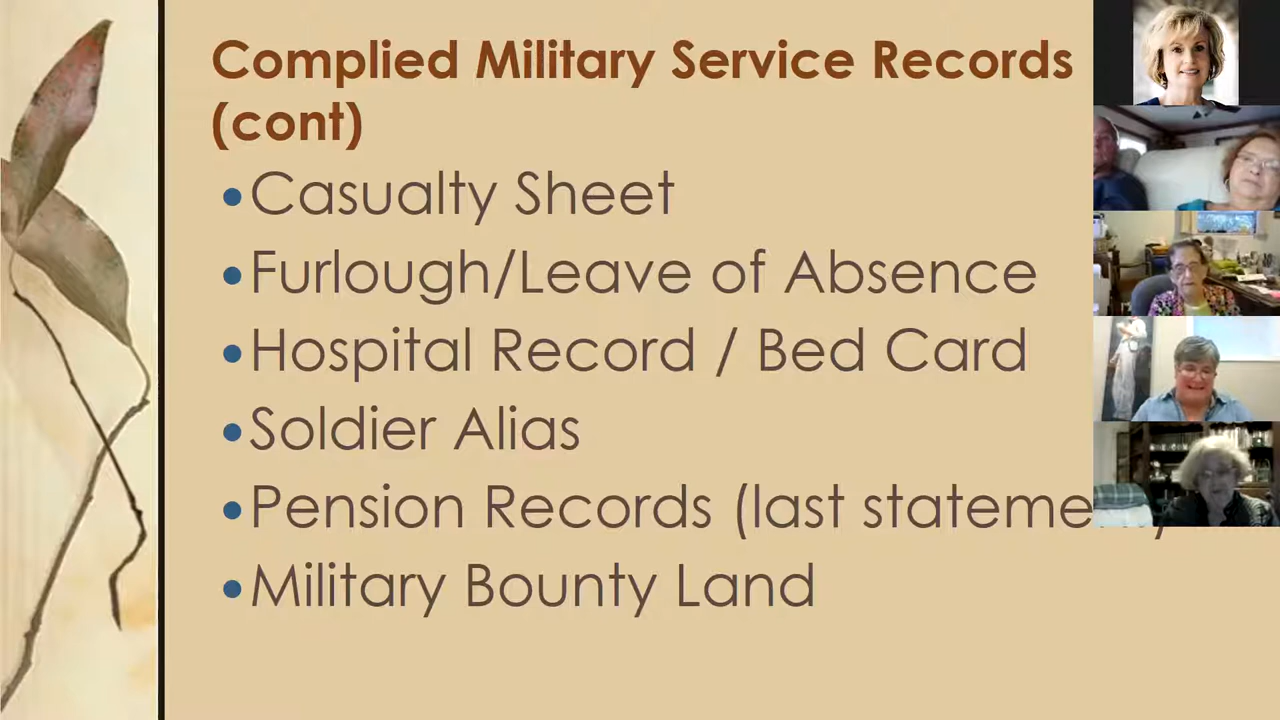 Complied Military Service Records
(cont)
•Casualty Sheet
•Furlough/Leave of Absence
•Hospital Record / Bed Card
•Soldier Alias
•Pension Records (last
•Military Bounty Land